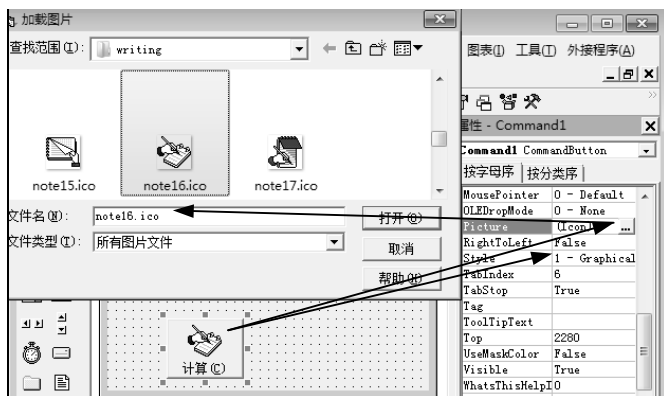 加载图片
查找范围(I):
writing
note15.ico
note16.ico
note17.ico
文件名(N):
note16.ico
打开(O)
文件类型(T):
所有图片文件
取消
帮助(H)
计算(C)
图表(I) 工具(T) 外接程序(A)
属性 - Command1
Command1 CommandButton
按字母序 按分类序
MousePointer 0 - Default
OLEDropMode 0 - None
Picture (Icon) ...
RightToLeft False
Style 1 - Graphical
TabIndex 6
TabStop True
Tag
ToolTipText
Top 2280
UseMaskColor False
Visible True
WhatsThisHelpI 0